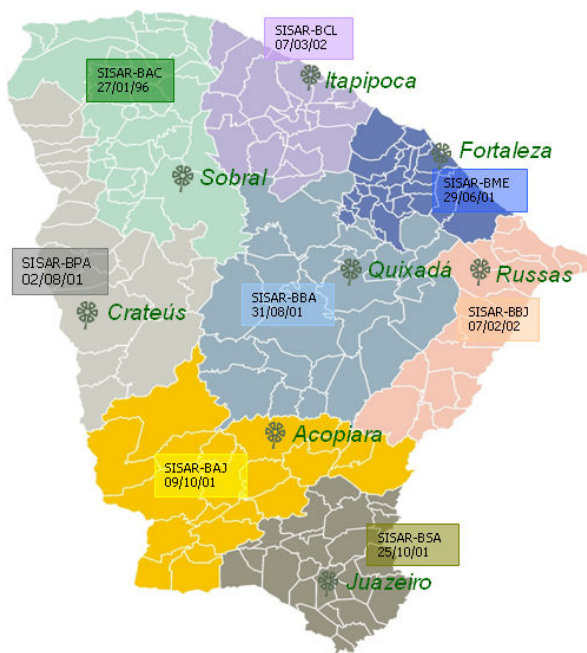 SISAR-BCL
07/03/02
SISAR-BAC
27/01/96
Itapipoca
Fortaleza
Sobral
SISAR-BME
29/06/01
SISAR-BPA
02/08/01
Quixadá
Russas
SISAR-BBA
31/08/01
Crateús
SISAR-BBJ
07/02/02
Acopiara
SISAR-BAJ
09/10/01
SISAR-BSA
25/10/01
Juazeiro